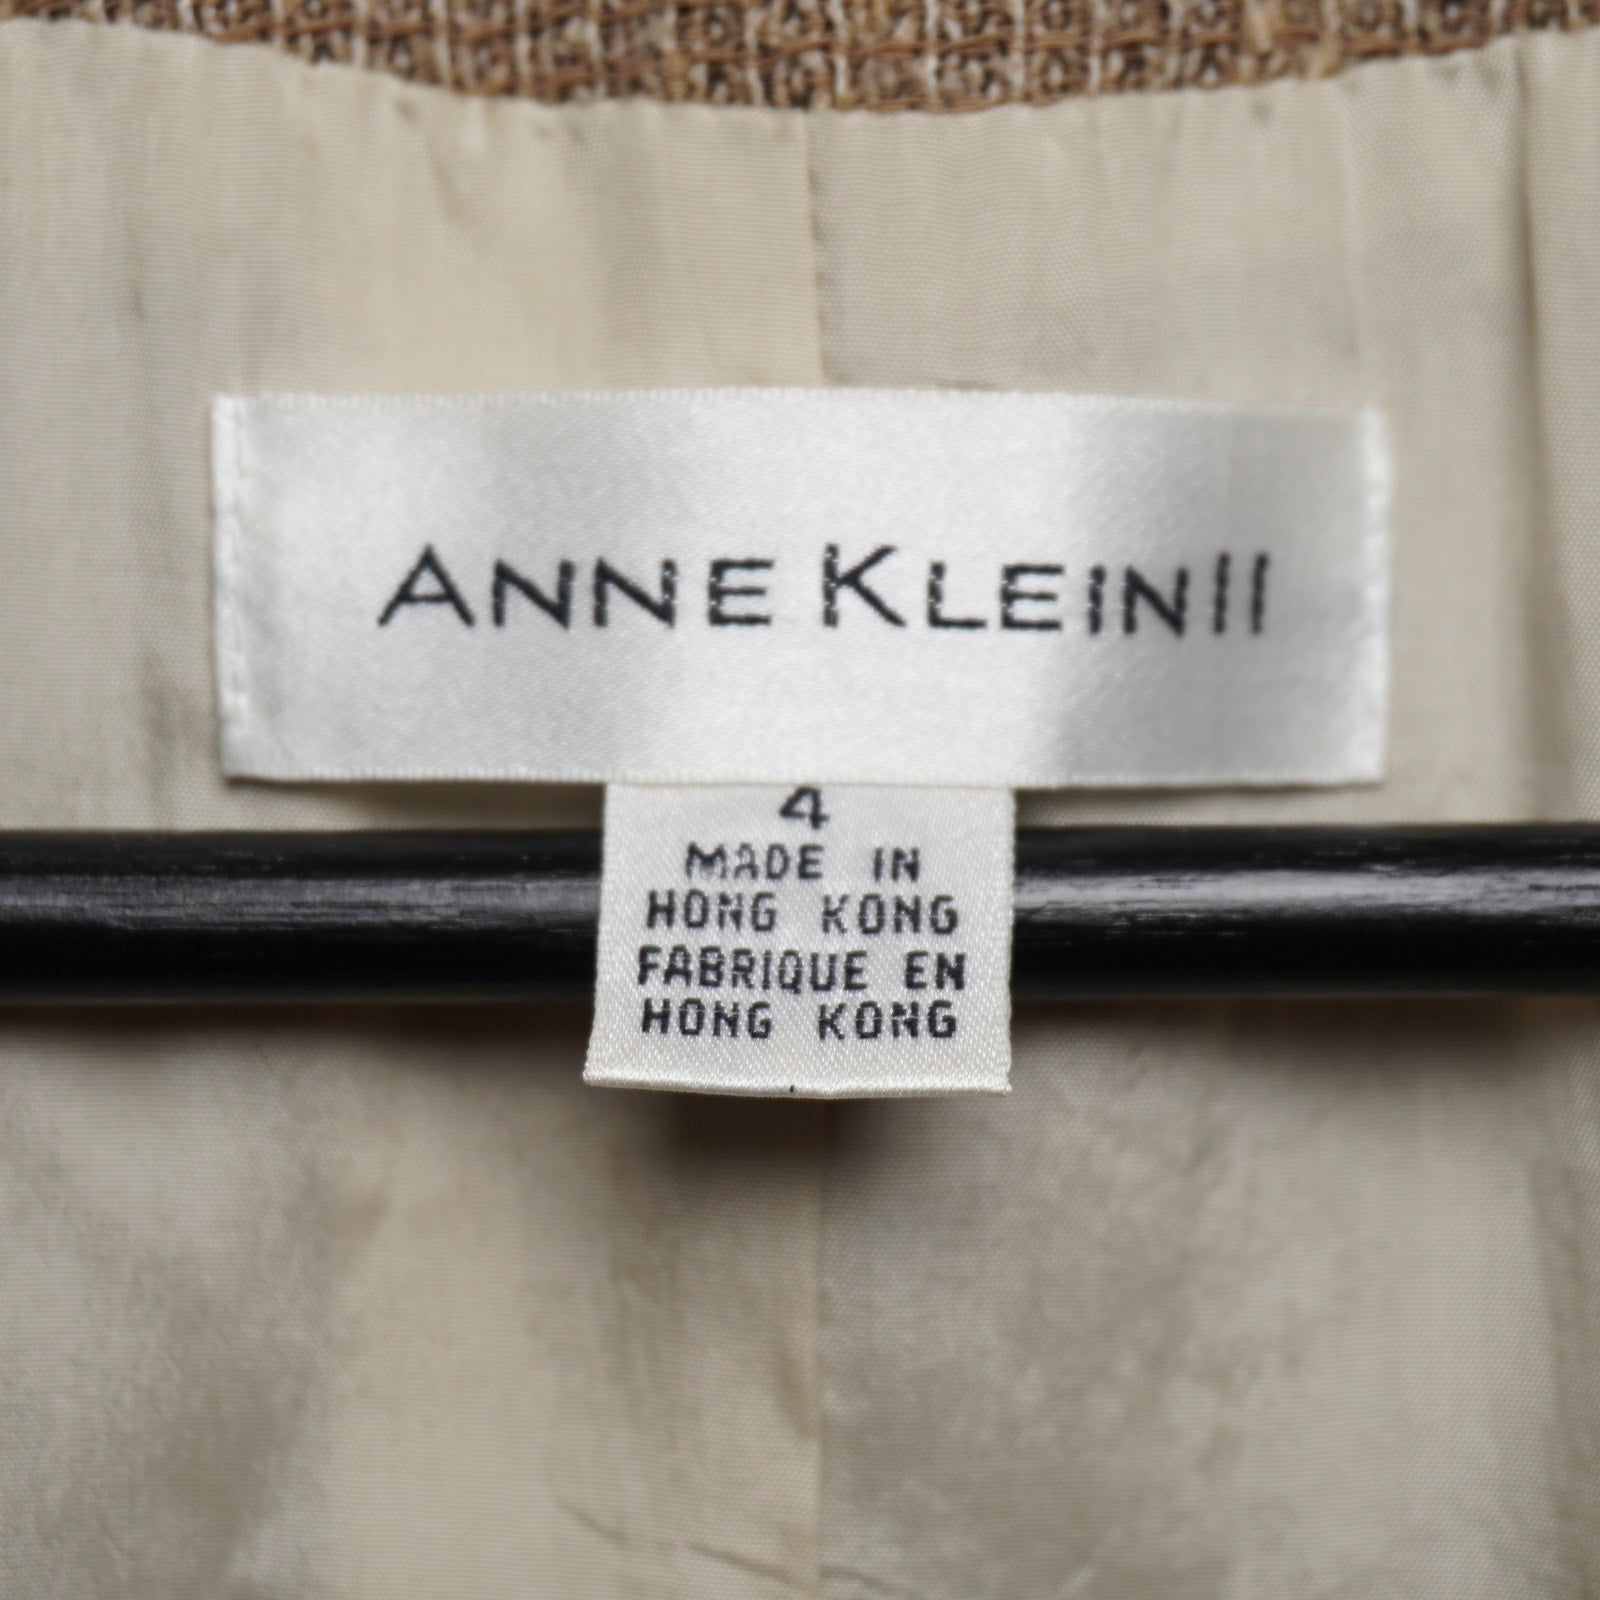 ANNE KLEIN II
4
MADE IN
HONG KONG
FABRIQUE EN
HONG KONG